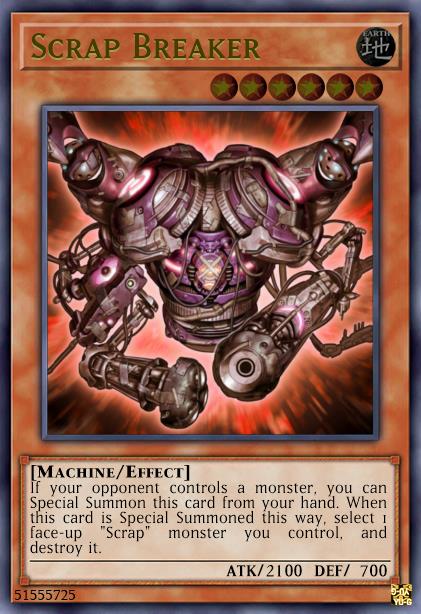 SCRAP BREAKER
EARTH
地
[MACHINE/EFFECT]
If your opponent controls a monster, you can
Special Summon this card from your hand. When
this card is Special Summoned this way, select 1
face-up "Scrap" monster you control, and
destroy it.
ATK/2100 DEF/ 700
51555725